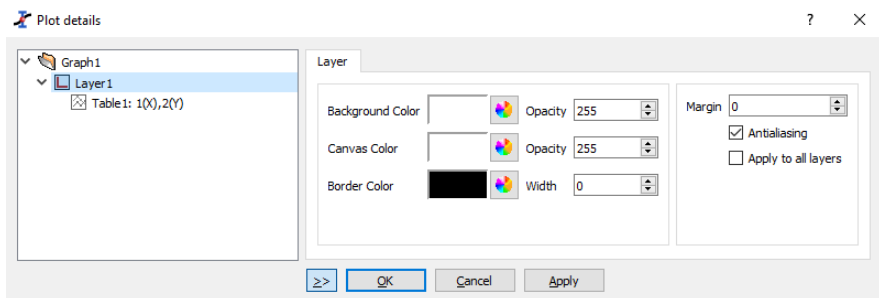 Plot details
? ×
Graph1
Layer1
Table1: 1(X),2(Y)
Layer
Background Color Opacity 255
Canvas Color Opacity 255
Border Color Width 0
Margin 0
Antialiasing
Apply to all layers
>> OK Cancel Apply